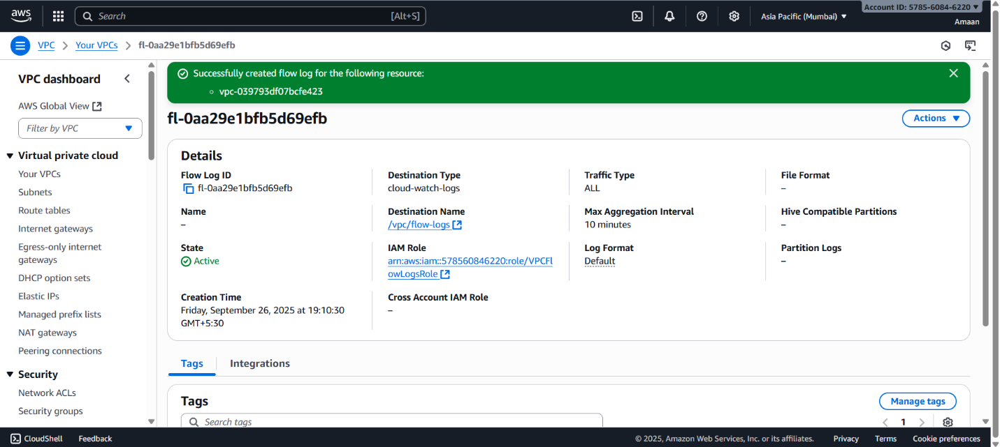 aws
Search
[Alt+S]
Asia Pacific (Mumbai)
Account ID: 5785-6084-6220
Amaan
VPC
Your VPCs
fl-0aa29e1bfb5d69efb
VPC dashboard
AWS Global View
Filter by VPC
Virtual private cloud
Your VPCs
Subnets
Route tables
Internet gateways
Egress-only internet
gateways
DHCP option sets
Elastic IPs
Managed prefix lists
NAT gateways
Peering connections
Security
Network ACLs
Security groups
Successfully created flow log for the following resource:
vpc-039793df07bcfe423
fl-0aa29e1bfb5d69efb
Actions
Details
Flow Log ID
fl-0aa29e1bfb5d69efb
Name
–
State
Active
Creation Time
Friday, September 26, 2025 at 19:10:30
GMT+5:30
Destination Type
cloud-watch-logs
Destination Name
/vpc/flow-logs
IAM Role
arn:aws:iam::578560846220:role/VPCFl
owLogsRole
Cross Account IAM Role
–
Traffic Type
ALL
Max Aggregation Interval
10 minutes
Log Format
Default
File Format
–
Hive Compatible Partitions
–
Partition Logs
–
Tags
Integrations
Tags
Manage tags
Search tags
1
CloudShell
Feedback
© 2025, Amazon Web Services, Inc. or its affiliates.
Privacy
Terms
Cookie preferences